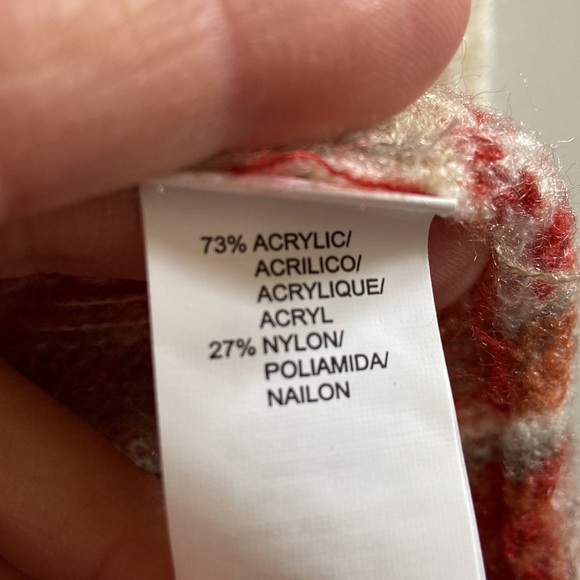 73% ACRYLIC/
ACRILICO/
ACRYLIQUE/
ACRYL
27% NYLON/
POLIAMIDA/
NAILON